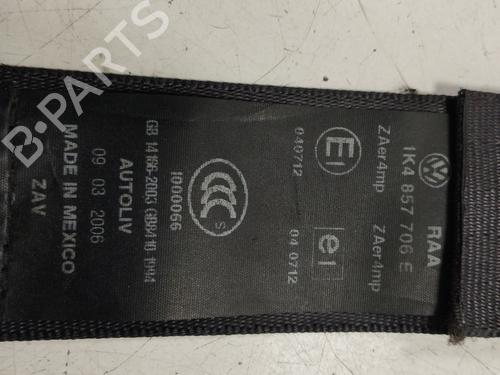 1K4 857 706 E
RAA
ZAer4mp
ZAer4mp
E1
e1
040712
04 0712
CCC
S
I000066
GB 14166-2003 GB8410 1994
AUTOLIV
09 03 2006
MADE IN MEXICO
ZAV
B-PARTS